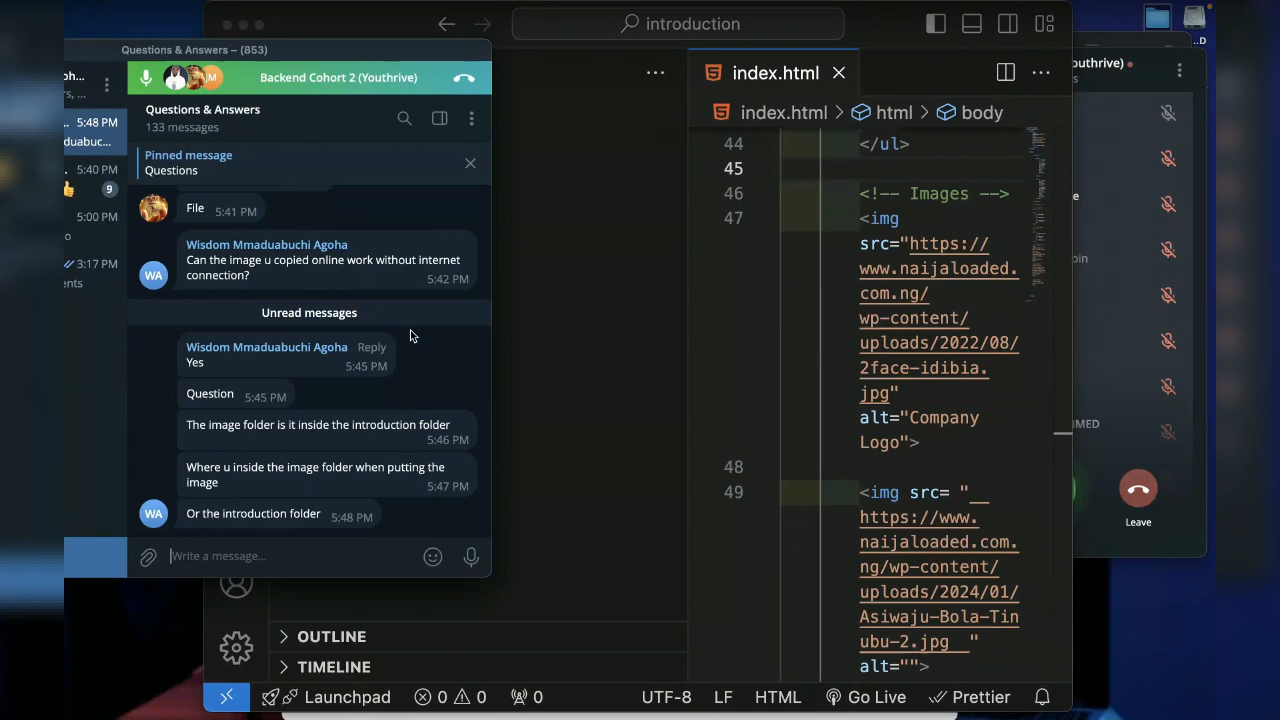 introduction
Questions & Answers – (853)
Backend Cohort 2 (Youthrive)
Questions & Answers
133 messages
Pinned message
Questions
oh...
s, ...
5:48 PM
duabuc...
5:40 PM
9
5:00 PM
3:17 PM
ents
File 5:41 PM
Wisdom Mmaduabuchi Agoha
Can the image u copied online work without internet
connection?
5:42 PM
WA
Unread messages
Wisdom Mmaduabuchi Agoha Reply
Yes
5:45 PM
Question 5:45 PM
The image folder is it inside the introduction folder
5:46 PM
Where u inside the image folder when putting the
image
5:47 PM
WA
Or the introduction folder 5:48 PM
Write a message...
OUTLINE
TIMELINE
index.html
index.html > html > body
44 </ul>
45
46 <!-- Images -->
47 <img
src="https://
www.naijaloaded.
com.ng/
wp-content/
uploads/2022/08/
2face-idibia.
jpg"
alt="Company
Logo">
48
49 <img src= "
https://www.
naijaloaded.com.
ng/wp-content/
uploads/2024/01/
Asiwaju-Bola-Tin
ubu-2.jpg "
alt="">
Launchpad 0 0 0 UTF-8 LF HTML Go Live Prettier
outhrive)
Leave